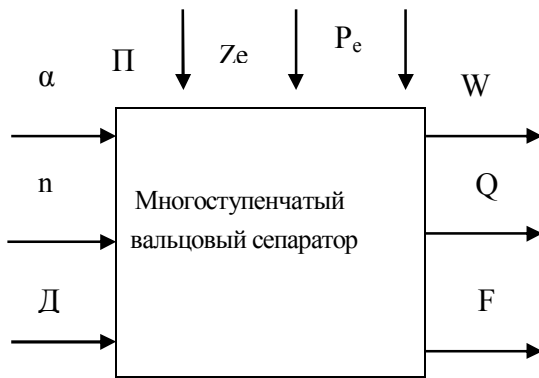 П Ze Pe
α W
n Q
Многоступенчатый
вальцовый сепаратор
Д F